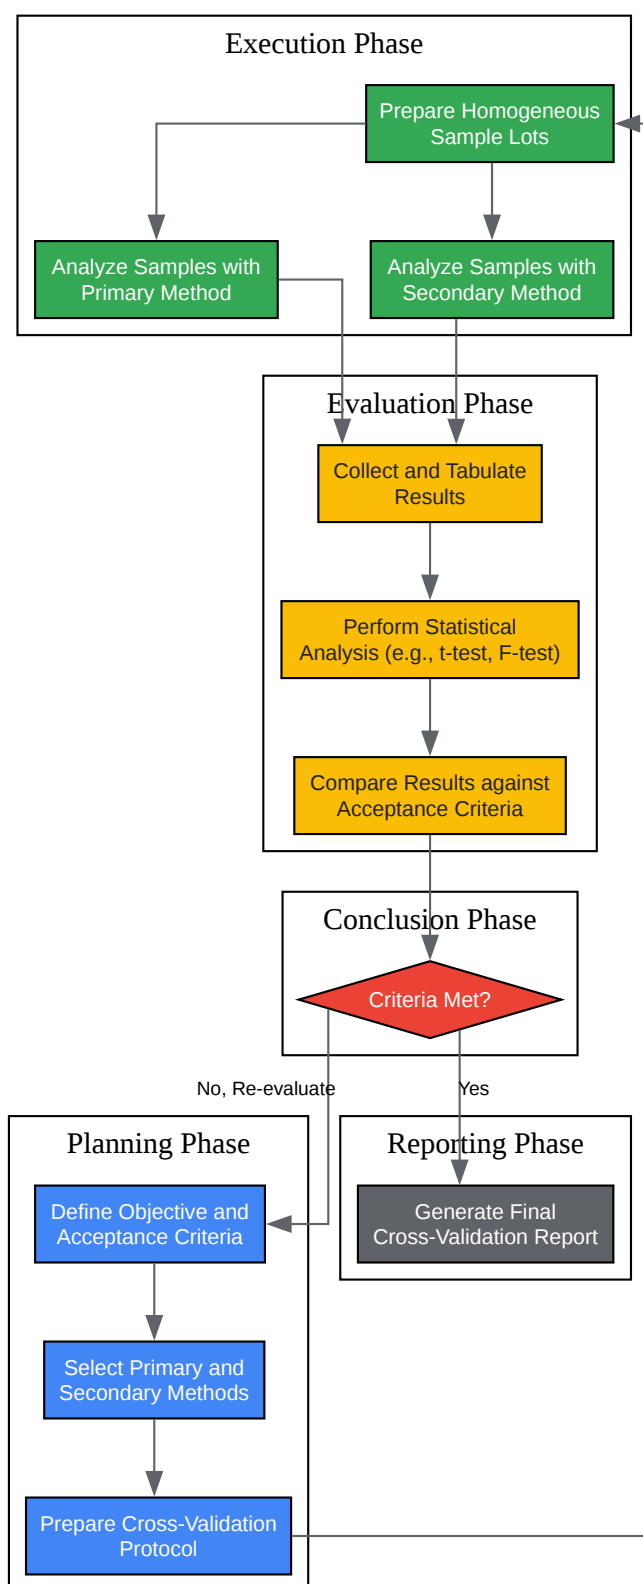 Execution Phase
Prepare Homogeneous
Sample Lots
Analyze Samples with
Primary Method
Analyze Samples with
Secondary Method
Evaluation Phase
Collect and Tabulate
Results
Perform Statistical
Analysis (e.g., t-test, F-test)
Compare Results against
Acceptance Criteria
Conclusion Phase
Criteria Met?
No, Re-evaluate
Yes
Planning Phase
Define Objective and
Acceptance Criteria
Select Primary and
Secondary Methods
Prepare Cross-Validation
Protocol
Reporting Phase
Generate Final
Cross-Validation Report